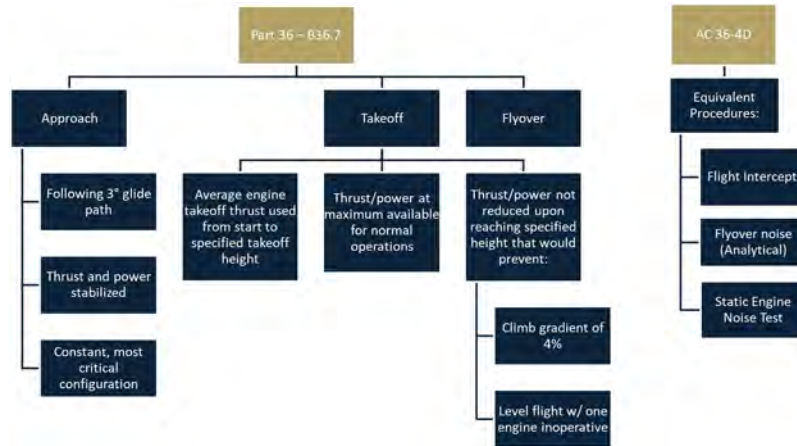 Part 36 – B36.7
AC 36-4D
Approach
Takeoff
Flyover
Equivalent
Procedures:
Following 3° glide
path
Thrust and power
stabilized
Constant, most
critical
configuration
Average engine
takeoff thrust used
from start to
specified takeoff
height
Thrust/power at
maximum available
for normal
operations
Thrust/power not
reduced upon
reaching specified
height that would
prevent:
Climb gradient of
4%
Level flight w/ one
engine inoperative
Flight Intercept
Flyover noise
(Analytical)
Static Engine
Noise Test